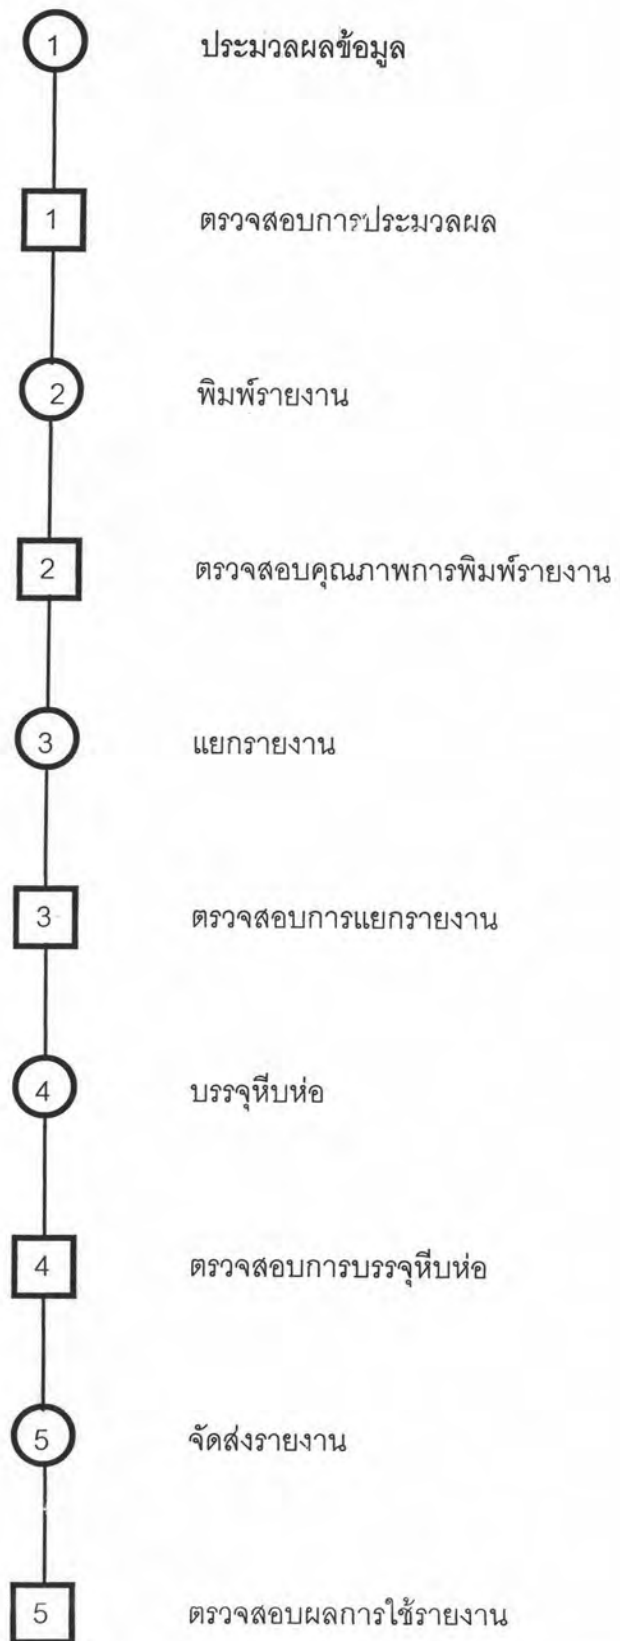 1 ประมวลผลข้อมูล
1 ตรวจสอบการประมวลผล
2 พิมพ์รายงาน
2 ตรวจสอบคุณภาพการพิมพ์รายงาน
3 แยกรายงาน
3 ตรวจสอบการแยกรายงาน
4 บรรจุหีบห่อ
4 ตรวจสอบการบรรจุหีบห่อ
5 จัดส่งรายงาน
5 ตรวจสอบผลการใช้รายงาน